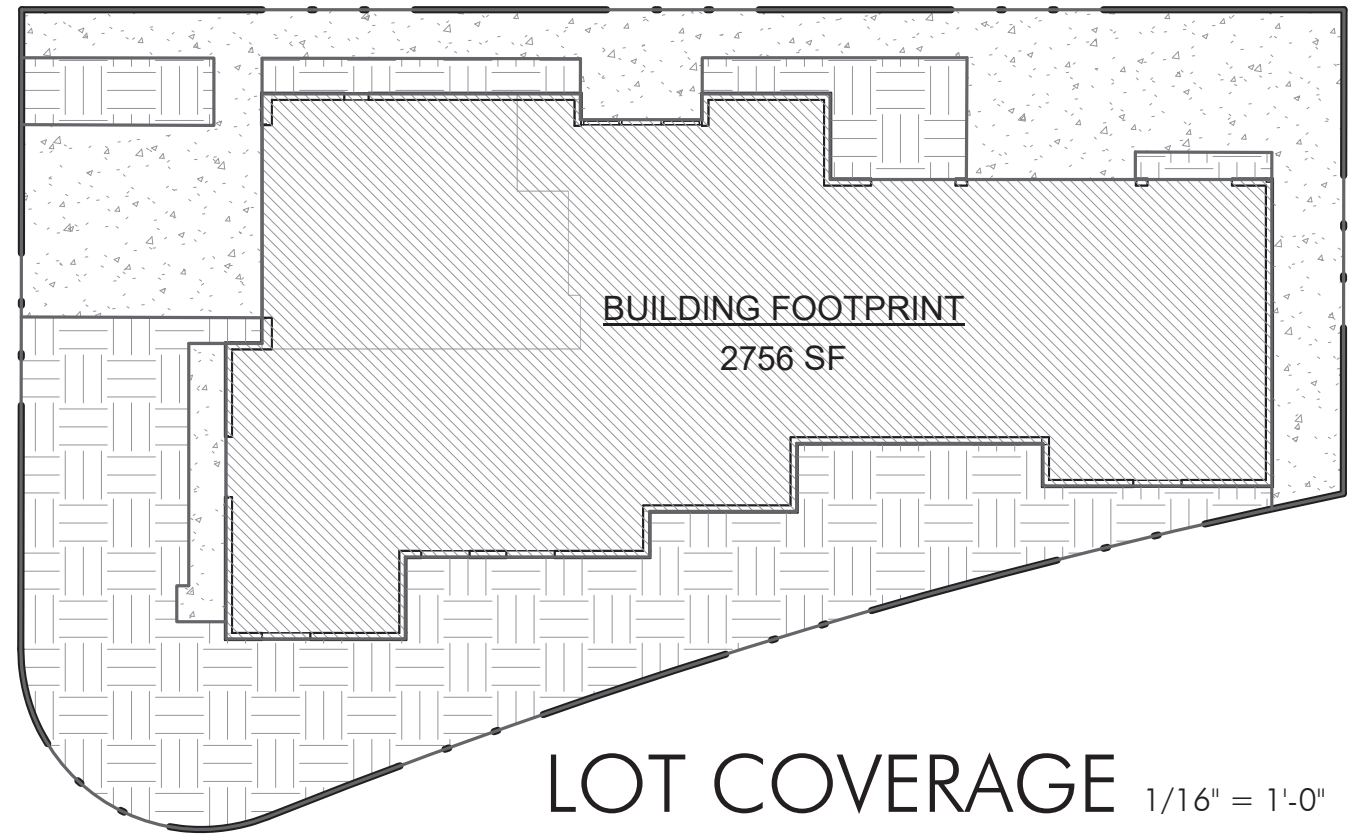 BUILDING FOOTPRINT
2756 SF
LOT COVERAGE 1/16" = 1'-0"